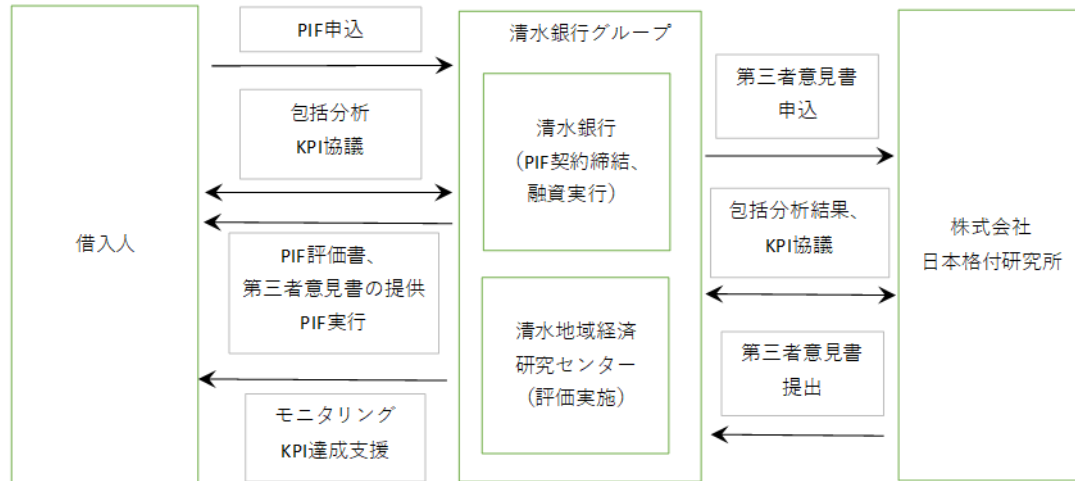 借入人
PIF申込
包括分析
KPI協議
PIF評価書、
第三者意見書の提供
PIF実行
モニタリング
KPI達成支援
清水銀行グループ
清水銀行
（PIF契約締結、
融資実行）
清水地域経済
研究センター
（評価実施）
第三者意見書
申込
包括分析結果、
KPI協議
第三者意見書
提出
株式会社
日本格付研究所